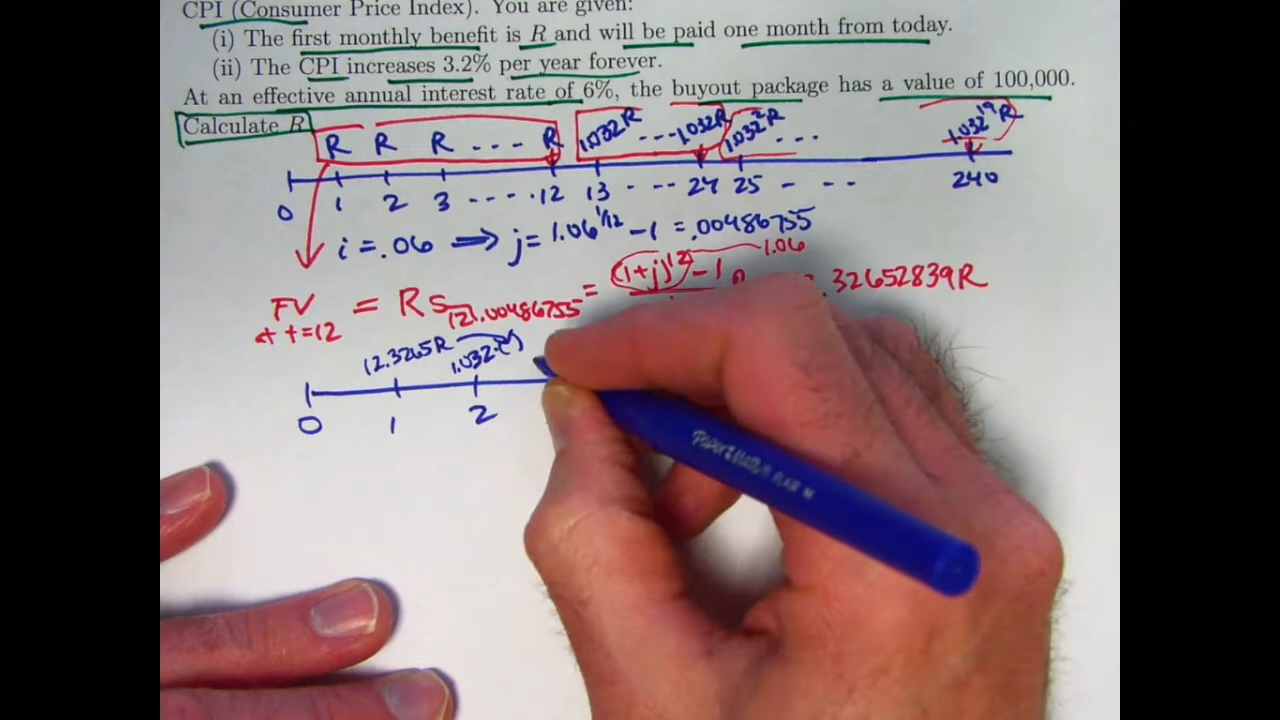 CPI (Consumer Price Index). You are given:
(i) The first monthly benefit is R and will be paid one month from today.
(ii) The CPI increases 3.2% per year forever.
At an effective annual interest rate of 6%, the buyout package has a value of 100,000.
Calculate R
R R R .... R 1.032R ....1.032R 1.032²R ... 1.032¹⁹R
0 1 2 3 ..... 12 13 .... 24 25 - .. 240
i = .06 ⟹ j = 1.06^1/12 - 1 = .00486755
1.06
FV at t=12 = R s12|.00486755 = (1+j)^12 - 1 .32652839R
12.3265R 1.032·(")
0 1 2
PaperMate M